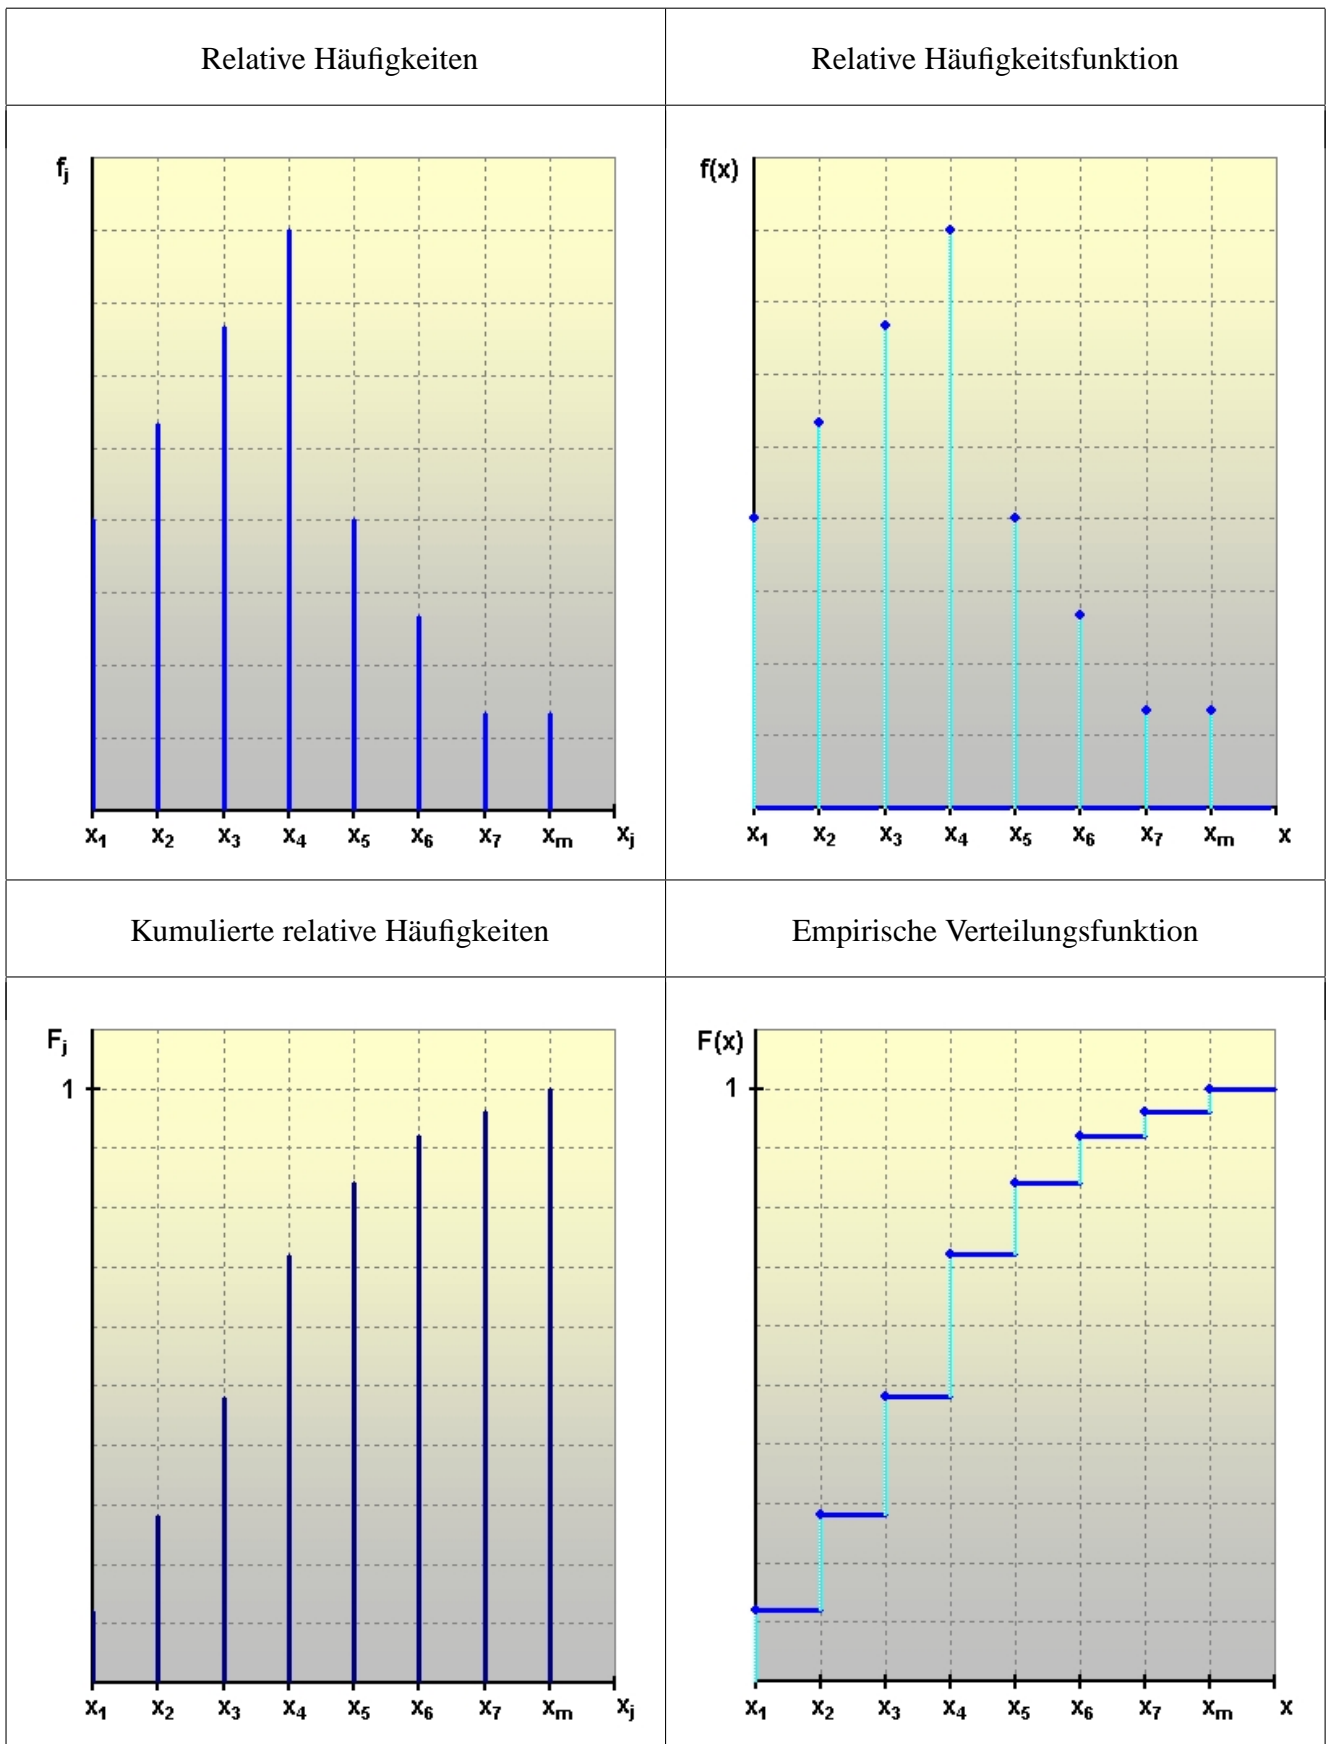 Relative Häufigkeiten
Relative Häufigkeitsfunktion
fj
x1 x2 x3 x4 x5 x6 x7 xm xj
f(x)
x1 x2 x3 x4 x5 x6 x7 xm x
Kumulierte relative Häufigkeiten
Empirische Verteilungsfunktion
Fj
1
x1 x2 x3 x4 x5 x6 x7 xm xj
F(x)
1
x1 x2 x3 x4 x5 x6 x7 xm x